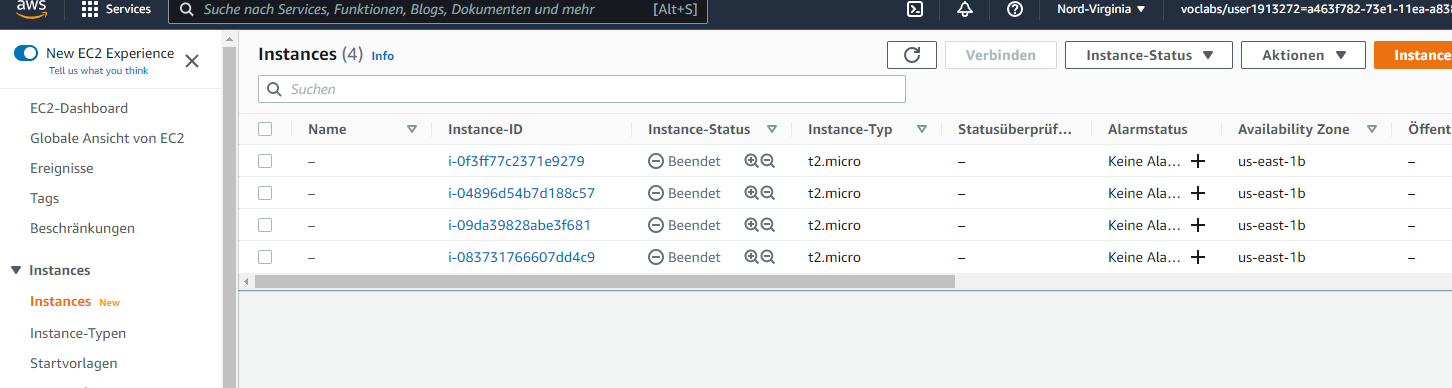 aws Services Suche nach Services, Funktionen, Blogs, Dokumenten und mehr [Alt+S] Nord-Virginia voclabs/user1913272=a463f782-73e1-11ea-a838
New EC2 Experience
Tell us what you think
EC2-Dashboard
Globale Ansicht von EC2
Ereignisse
Tags
Beschränkungen
Instances
Instances New
Instance-Typen
Startvorlagen
Instances (4) Info Verbinden Instance-Status Aktionen Instance
Suchen
Name Instance-ID Instance-Status Instance-Typ Statusüberprüf... Alarmstatus Availability Zone Öffent
– i-0f3ff77c2371e9279 Beendet t2.micro – Keine Ala... us-east-1b –
– i-04896d54b7d188c57 Beendet t2.micro – Keine Ala... us-east-1b –
– i-09da39828abe3f681 Beendet t2.micro – Keine Ala... us-east-1b –
– i-083731766607dd4c9 Beendet t2.micro – Keine Ala... us-east-1b –